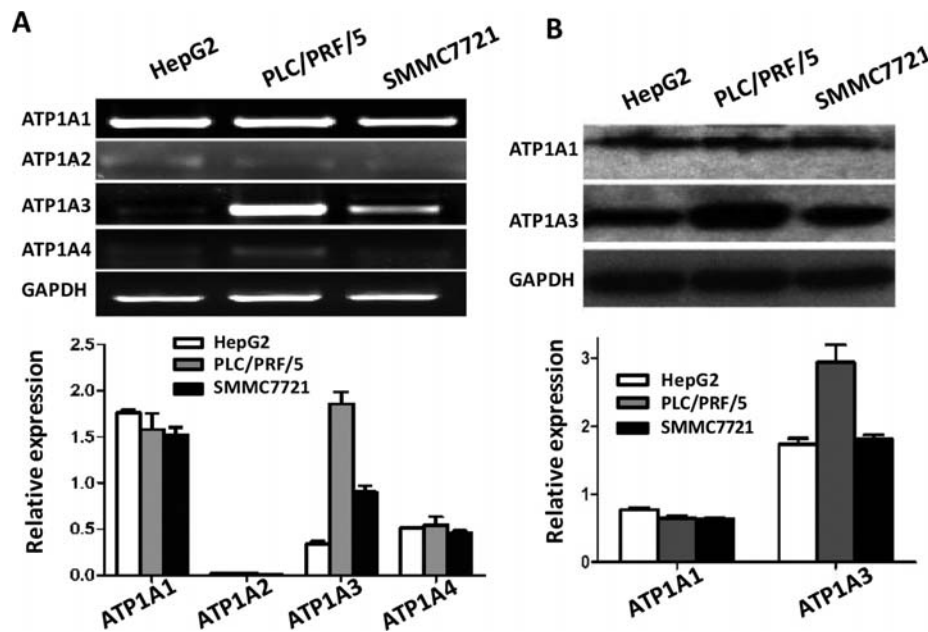 A
HepG2 PLC/PRF/5 SMMC7721
ATP1A1
ATP1A2
ATP1A3
ATP1A4
GAPDH
Relative expression
2.5
2.0
1.5
1.0
0.5
0.0
HepG2
PLC/PRF/5
SMMC7721
ATP1A1 ATP1A2 ATP1A3 ATP1A4
B
HepG2 PLC/PRF/5 SMMC7721
ATP1A1
ATP1A3
GAPDH
Relative expression
3
2
1
0
HepG2
PLC/PRF/5
SMMC7721
ATP1A1 ATP1A3